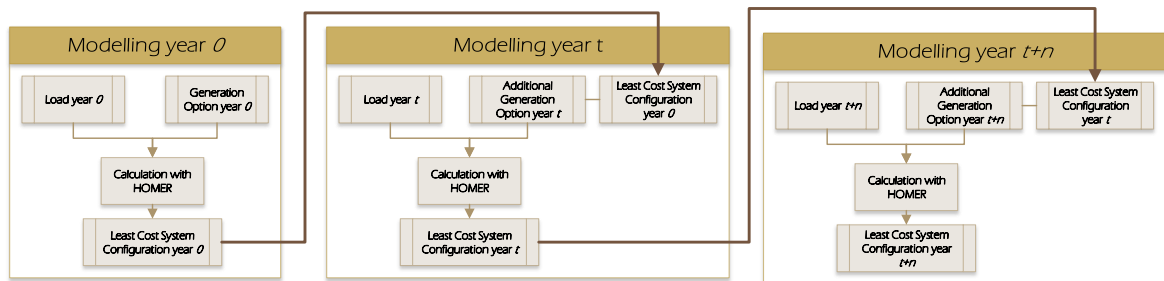 Modelling year 0
Load year 0
Generation
Option year 0
Calculation with
HOMER
Least Cost System
Configuration year 0
Modelling year t
Load year t
Additional
Generation
Option year t
Least Cost System
Configuration
year 0
Calculation with
HOMER
Least Cost System
Configuration year t
Modelling year t+n
Load year t+n
Additional
Generation
Option year t+n
Least Cost System
Configuration
year t
Calculation with
HOMER
Least Cost System
Configuration year
t+n